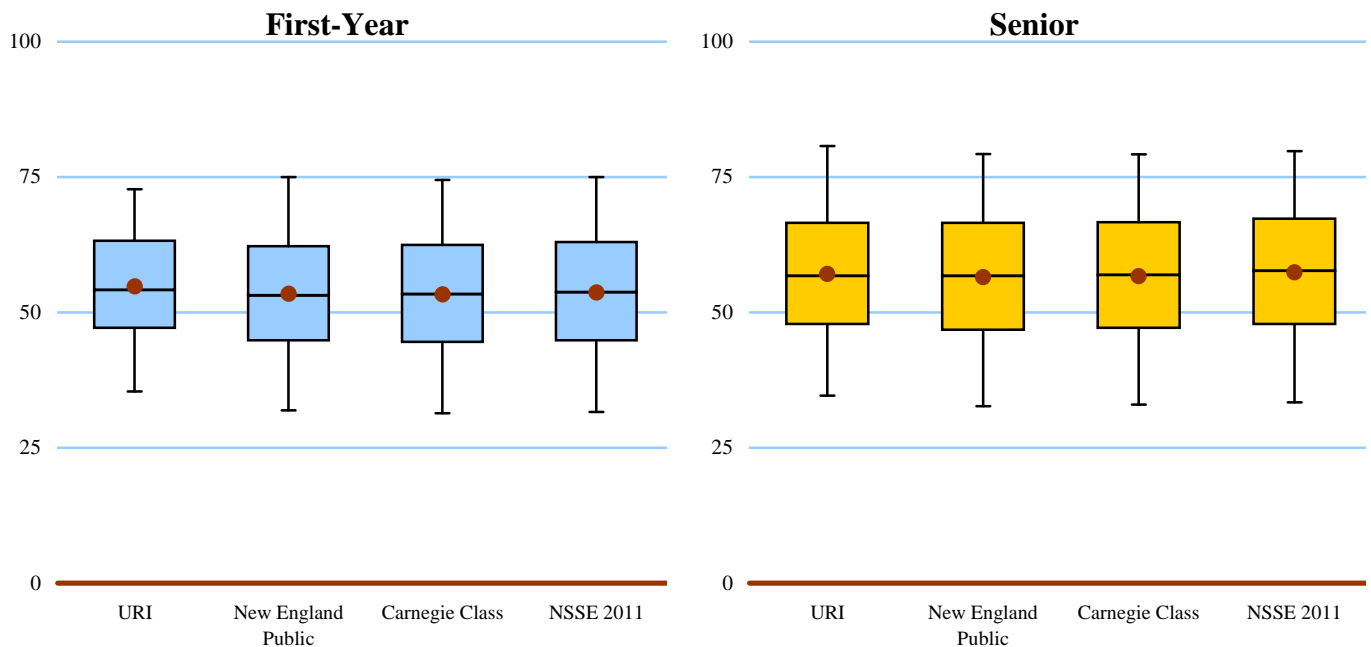 First-Year
100
75
50
25
0
URI
New England
Public
Carnegie Class
NSSE 2011
Senior
100
75
50
25
0
URI
New England
Public
Carnegie Class
NSSE 2011